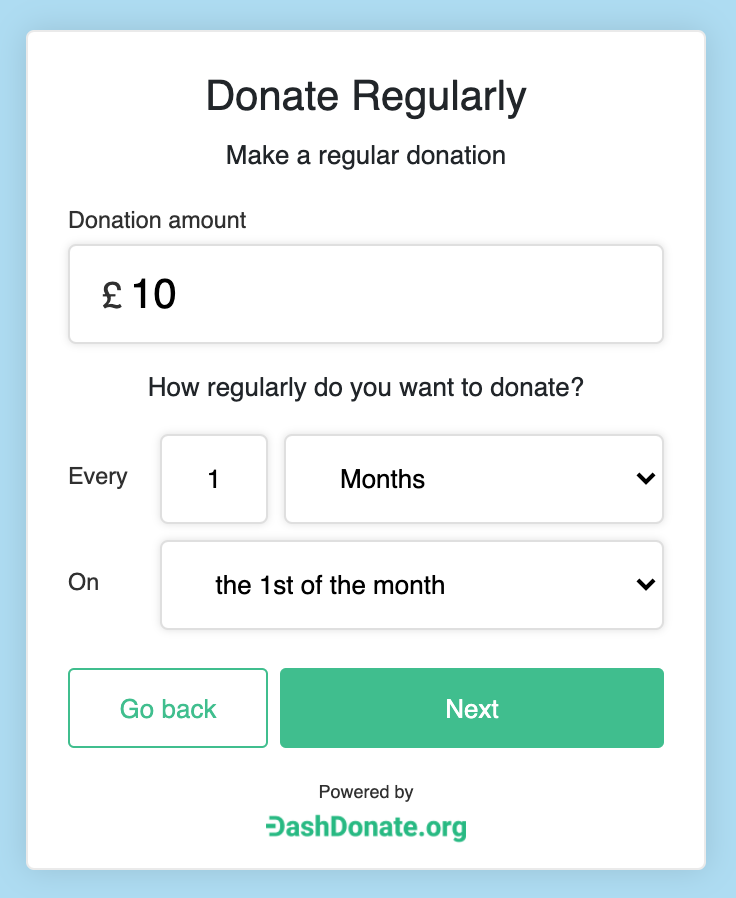 Donate Regularly
Make a regular donation
Donation amount
£ 10
How regularly do you want to donate?
Every 1 Months
On the 1st of the month
Go back Next
Powered by
DashDonate.org